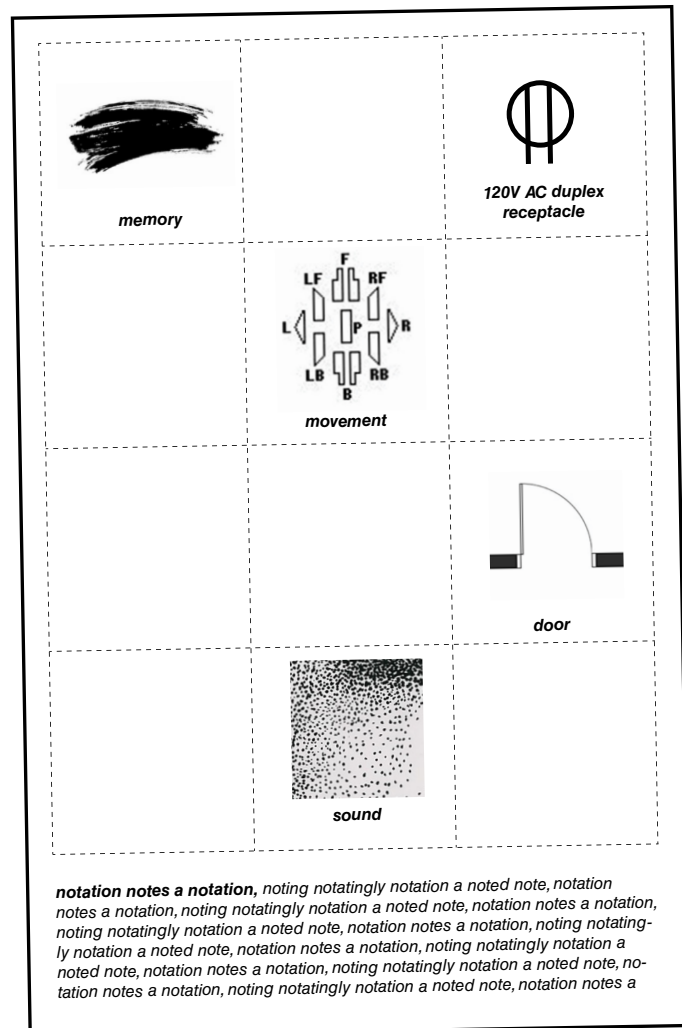 memory
120V AC duplex
receptacle
F
LF
RF
L
P
R
LB
RB
B
movement
door
sound
notation notes a notation, noting notatingly notation a noted note, notation
notes a notation, noting notatingly notation a noted note, notation notes a notation,
noting notatingly notation a noted note, notation notes a notation, noting notating-
ly notation a noted note, notation notes a notation, noting notatingly notation a
noted note, notation notes a notation, noting notatingly notation a noted note, no-
tation notes a notation, noting notatingly notation a noted note, notation notes a